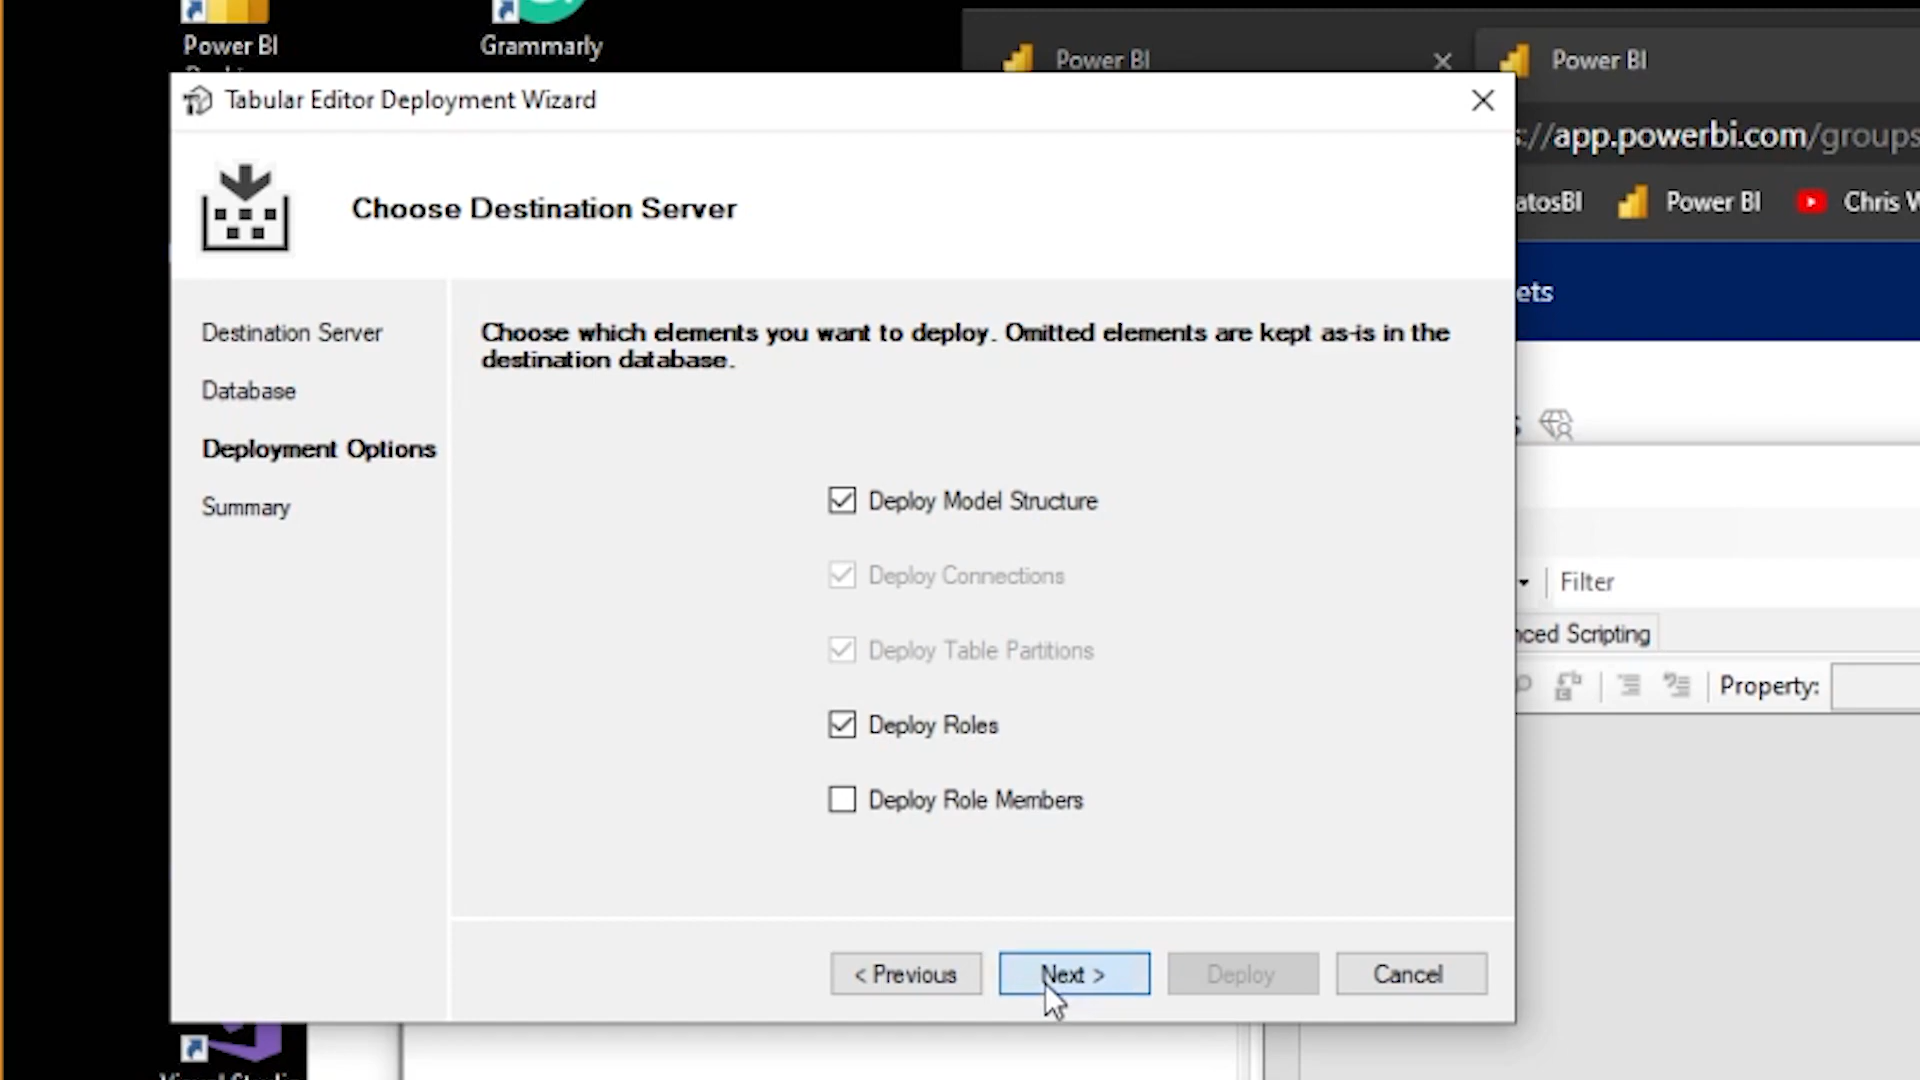 Power BI
Grammarly
Power BI
Power BI
Tabular Editor Deployment Wizard
://app.powerbi.com/groups
Choose Destination Server
atosBI
Power BI
Chris W
ets
Destination Server
Database
Deployment Options
Summary
Choose which elements you want to deploy. Omitted elements are kept as-is in the
destination database.
Deploy Model Structure
Deploy Connections
Deploy Table Partitions
Deploy Roles
Deploy Role Members
Filter
nced Scripting
Property:
< Previous
Next >
Deploy
Cancel